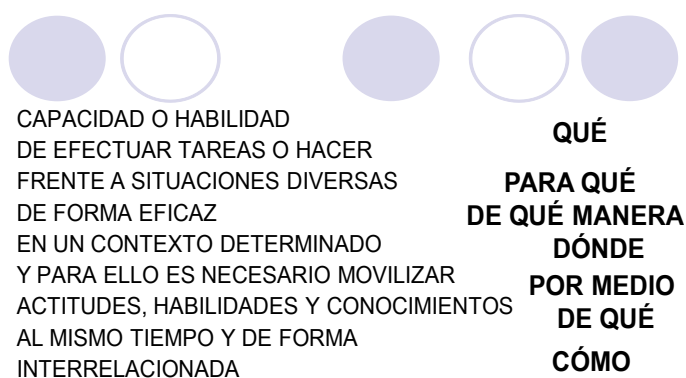 CAPACIDAD O HABILIDAD
QUÉ
DE EFECTUAR TAREAS O HACER
FRENTE A SITUACIONES DIVERSAS
PARA QUÉ
DE FORMA EFICAZ
DE QUÉ MANERA
EN UN CONTEXTO DETERMINADO
DÓNDE
Y PARA ELLO ES NECESARIO MOVILIZAR
ACTITUDES, HABILIDADES Y CONOCIMIENTOS
POR MEDIO
DE QUÉ
AL MISMO TIEMPO Y DE FORMA
INTERRELACIONADA
CÓMO